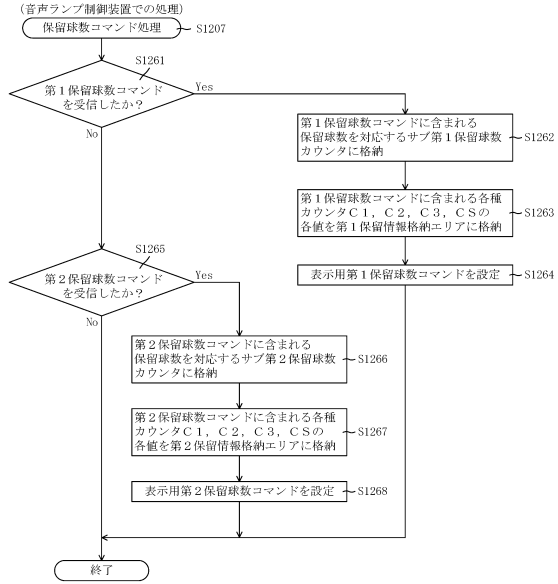 (音声ランプ制御装置での処理)
保留球数コマンド処理
S1207
S1261
第1保留球数コマンド
を受信したか?
Yes
No
第1保留球数コマンドに含まれる
保留球数を対応するサブ第1保留球数
カウンタに格納
S1262
第1保留球数コマンドに含まれる各種
カウンタC1,C2,C3,CSの
各値を第1保留情報格納エリアに格納
S1263
表示用第1保留球数コマンドを設定
S1264
S1265
第2保留球数コマンド
を受信したか?
Yes
No
第2保留球数コマンドに含まれる
保留球数を対応するサブ第2保留球数
カウンタに格納
S1266
第2保留球数コマンドに含まれる各種
カウンタC1,C2,C3,CSの
各値を第2保留情報格納エリアに格納
S1267
表示用第2保留球数コマンドを設定
S1268
終了